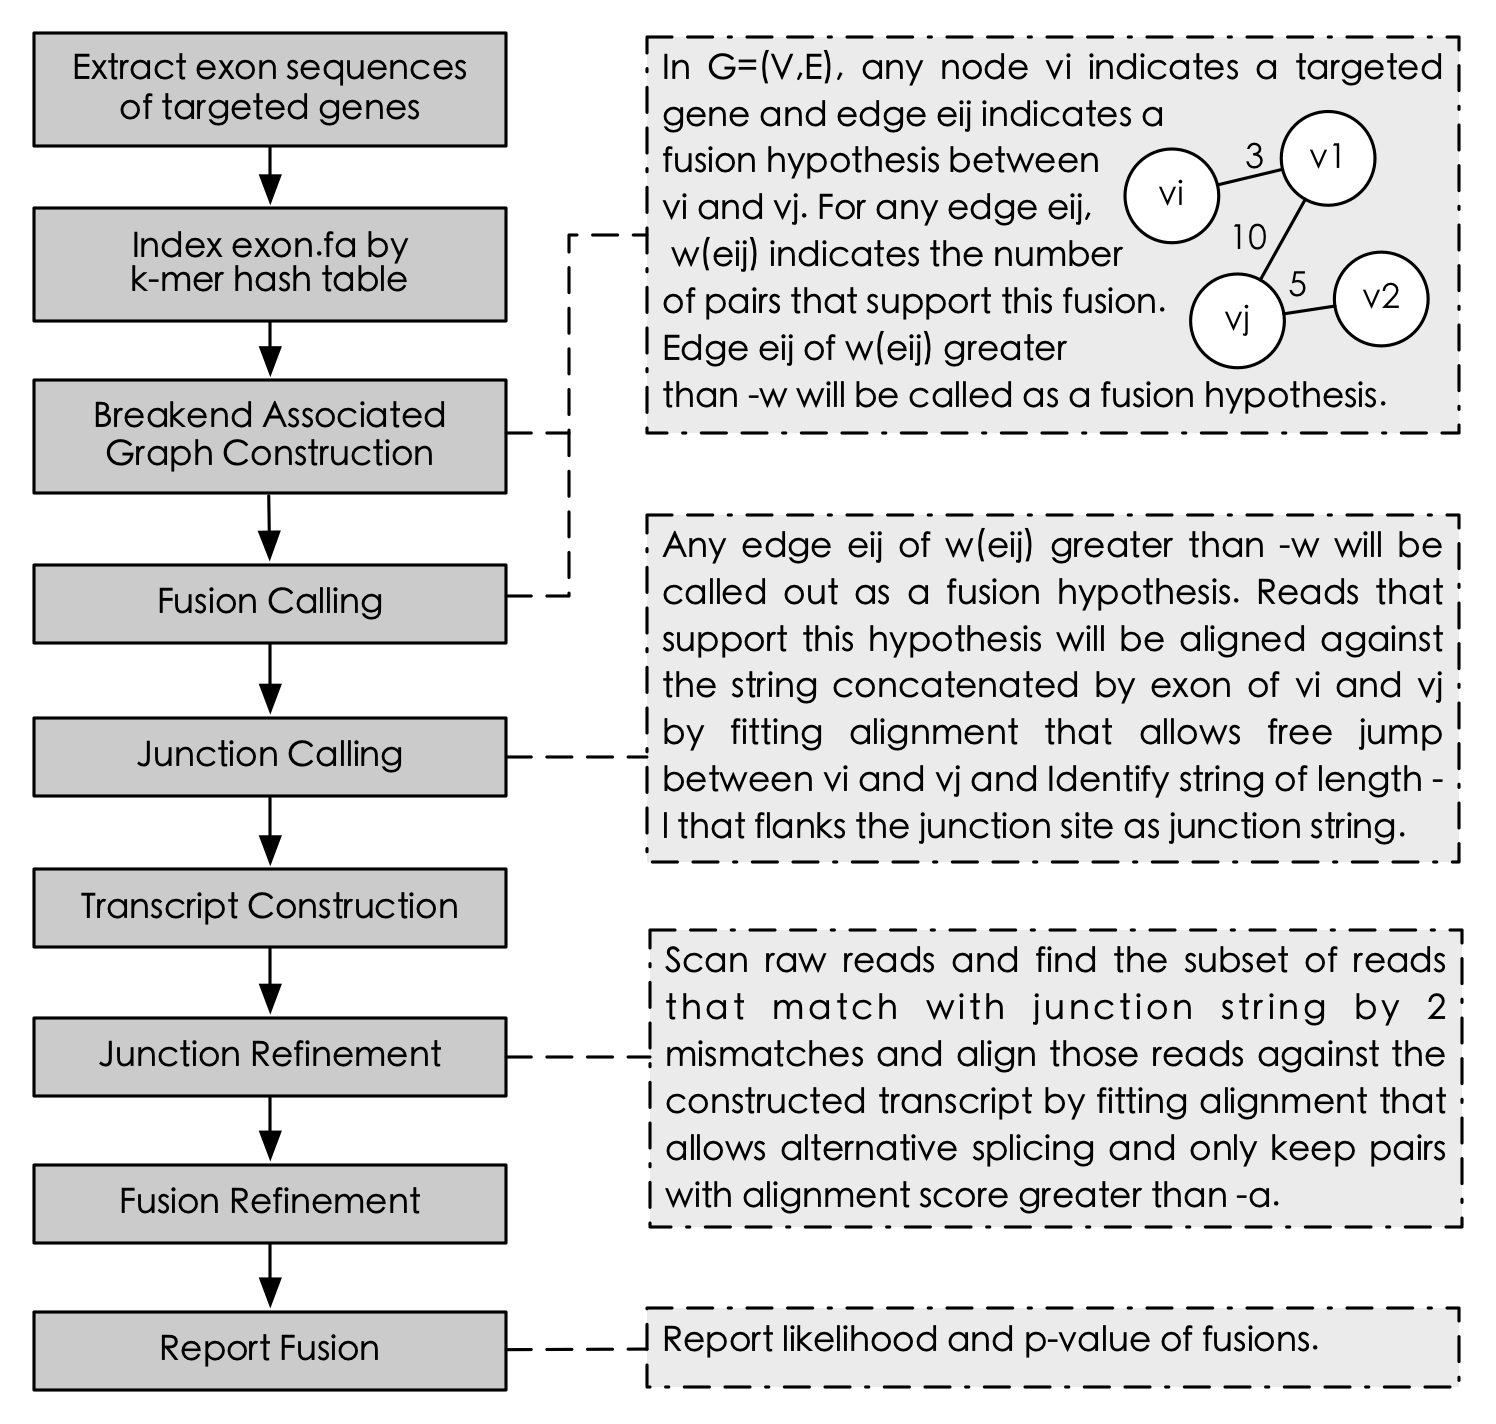 Extract exon sequences
of targeted genes
Index exon.fa by
k-mer hash table
Breakend Associated
Graph Construction
Fusion Calling
Junction Calling
Transcript Construction
Junction Refinement
Fusion Refinement
Report Fusion
In G=(V,E), any node vi indicates a targeted
gene and edge eij indicates a
fusion hypothesis between
vi and vj. For any edge eij,
w(eij) indicates the number
of pairs that support this fusion.
Edge eij of w(eij) greater
than -w will be called as a fusion hypothesis.
vi
3
v1
10
vj
5
v2
Any edge eij of w(eij) greater than -w will be
called out as a fusion hypothesis. Reads that
support this hypothesis will be aligned against
the string concatenated by exon of vi and vj
by fitting alignment that allows free jump
between vi and vj and Identify string of length -
l that flanks the junction site as junction string.
Scan raw reads and find the subset of reads
that match with junction string by 2
mismatches and align those reads against the
constructed transcript by fitting alignment that
allows alternative splicing and only keep pairs
with alignment score greater than -a.
Report likelihood and p-value of fusions.